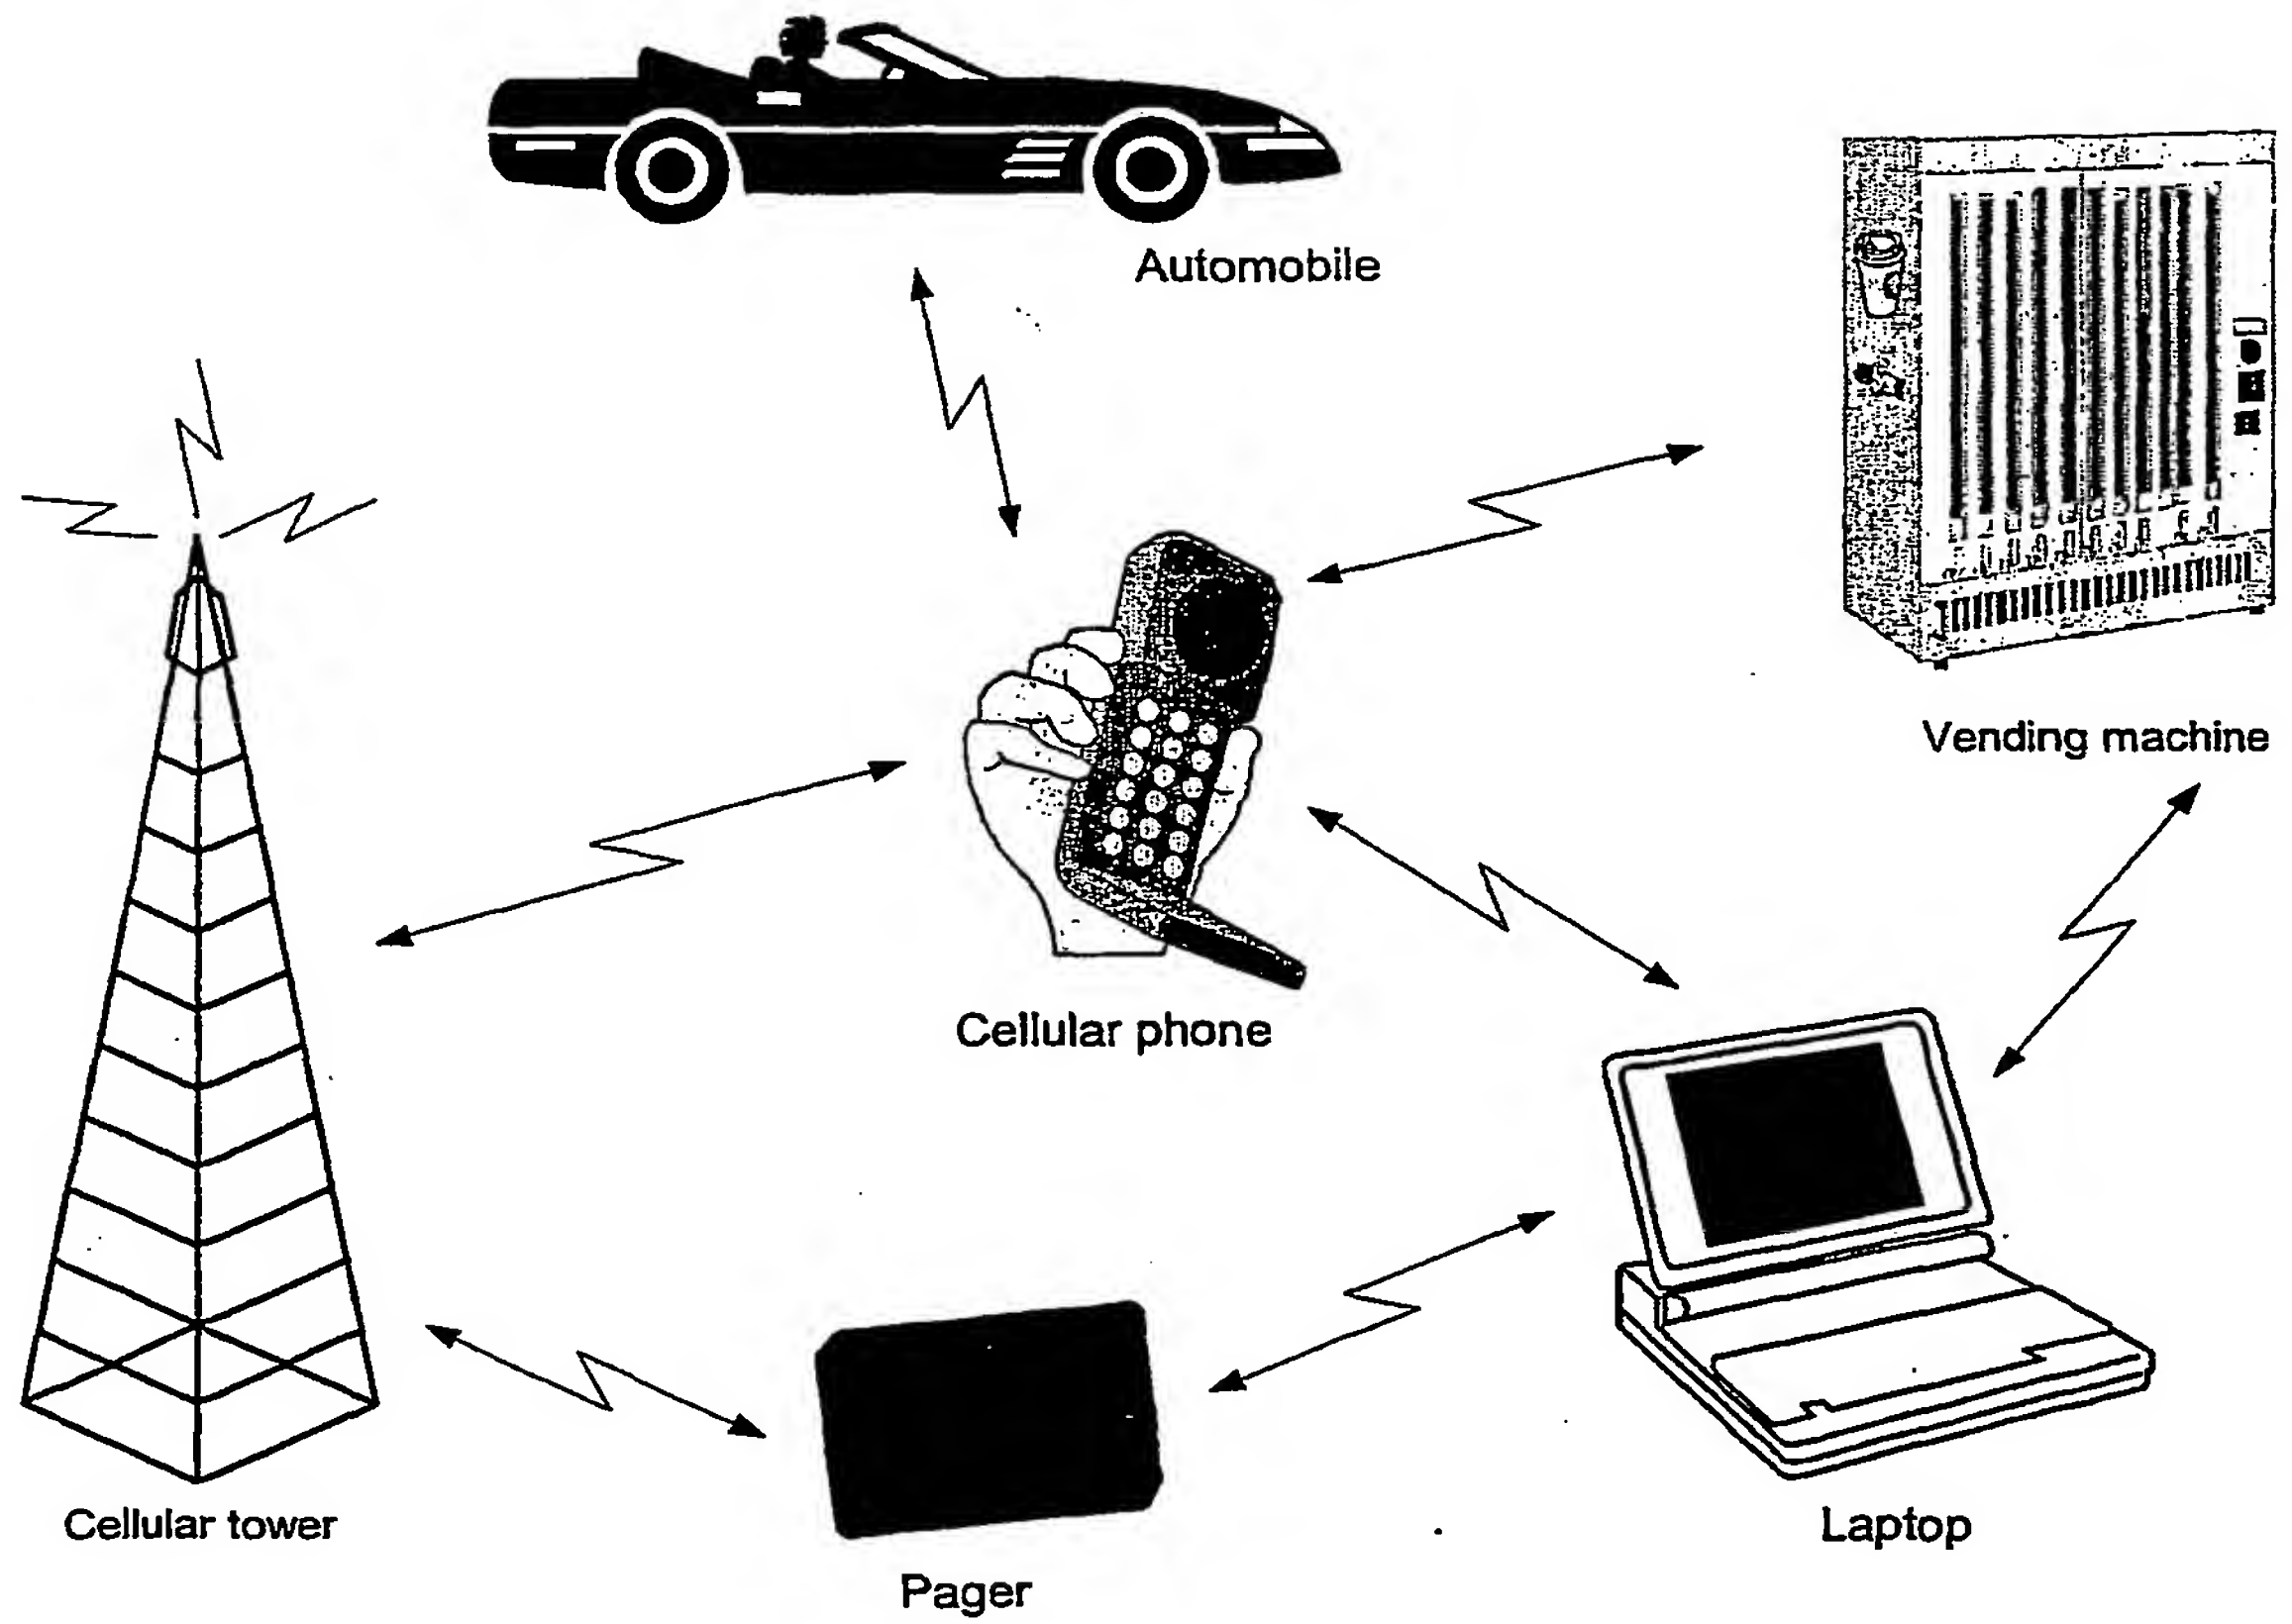 Automobile
Vending machine
Cellular phone
Cellular tower
Laptop
Pager